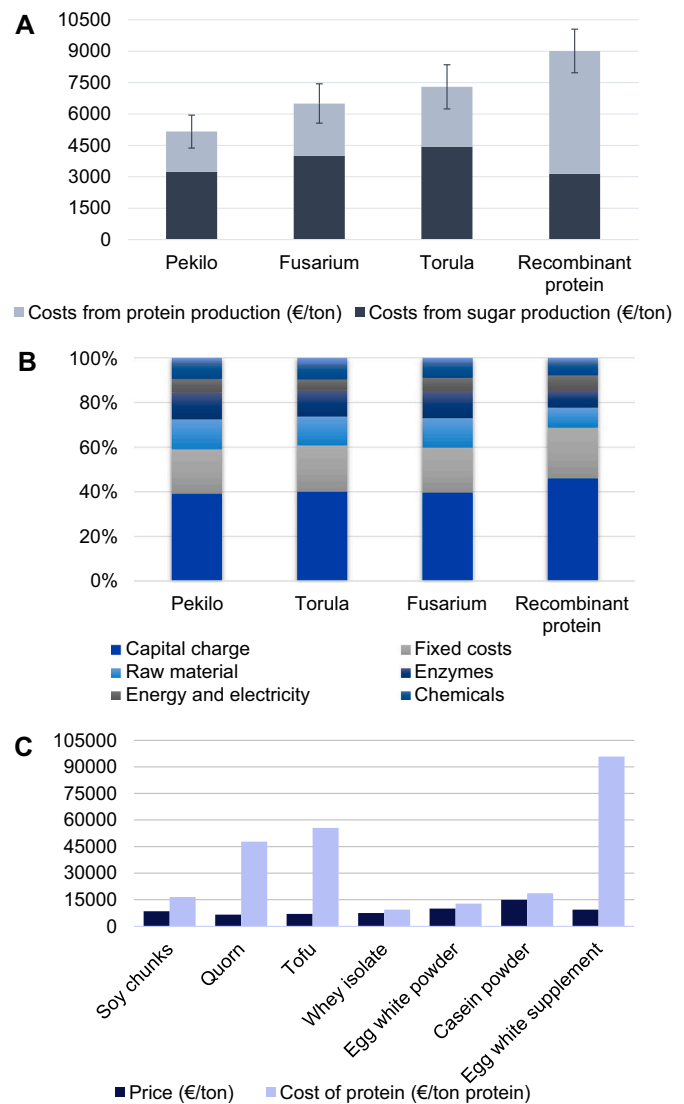 A
10500
9000
7500
6000
4500
3000
1500
0
Pekilo Fusarium Torula Recombinant
protein
Costs from protein production (€/ton) Costs from sugar production (€/ton)
B
100%
80%
60%
40%
20%
0%
Pekilo Torula Fusarium Recombinant
protein
Capital charge Fixed costs
Raw material Enzymes
Energy and electricity Chemicals
C
105000
90000
75000
60000
45000
30000
15000
0
Soy chunks
Quorn
Tofu
Whey isolate
Egg white powder
Casein powder
Egg white supplement
Price (€/ton) Cost of protein (€/ton protein)